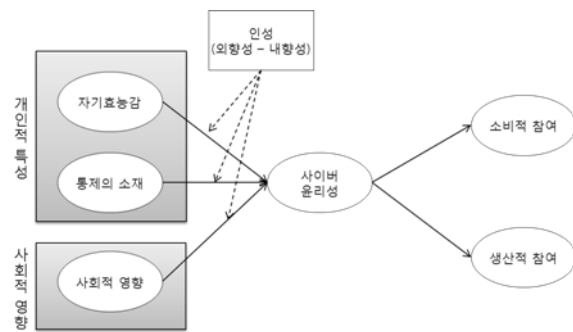 인성
(외향성 – 내향성)
개인적 특성
자기효능감
통제의 소재
사회적 영향
사회적 영향
사이버
윤리성
소비적 참여
생산적 참여